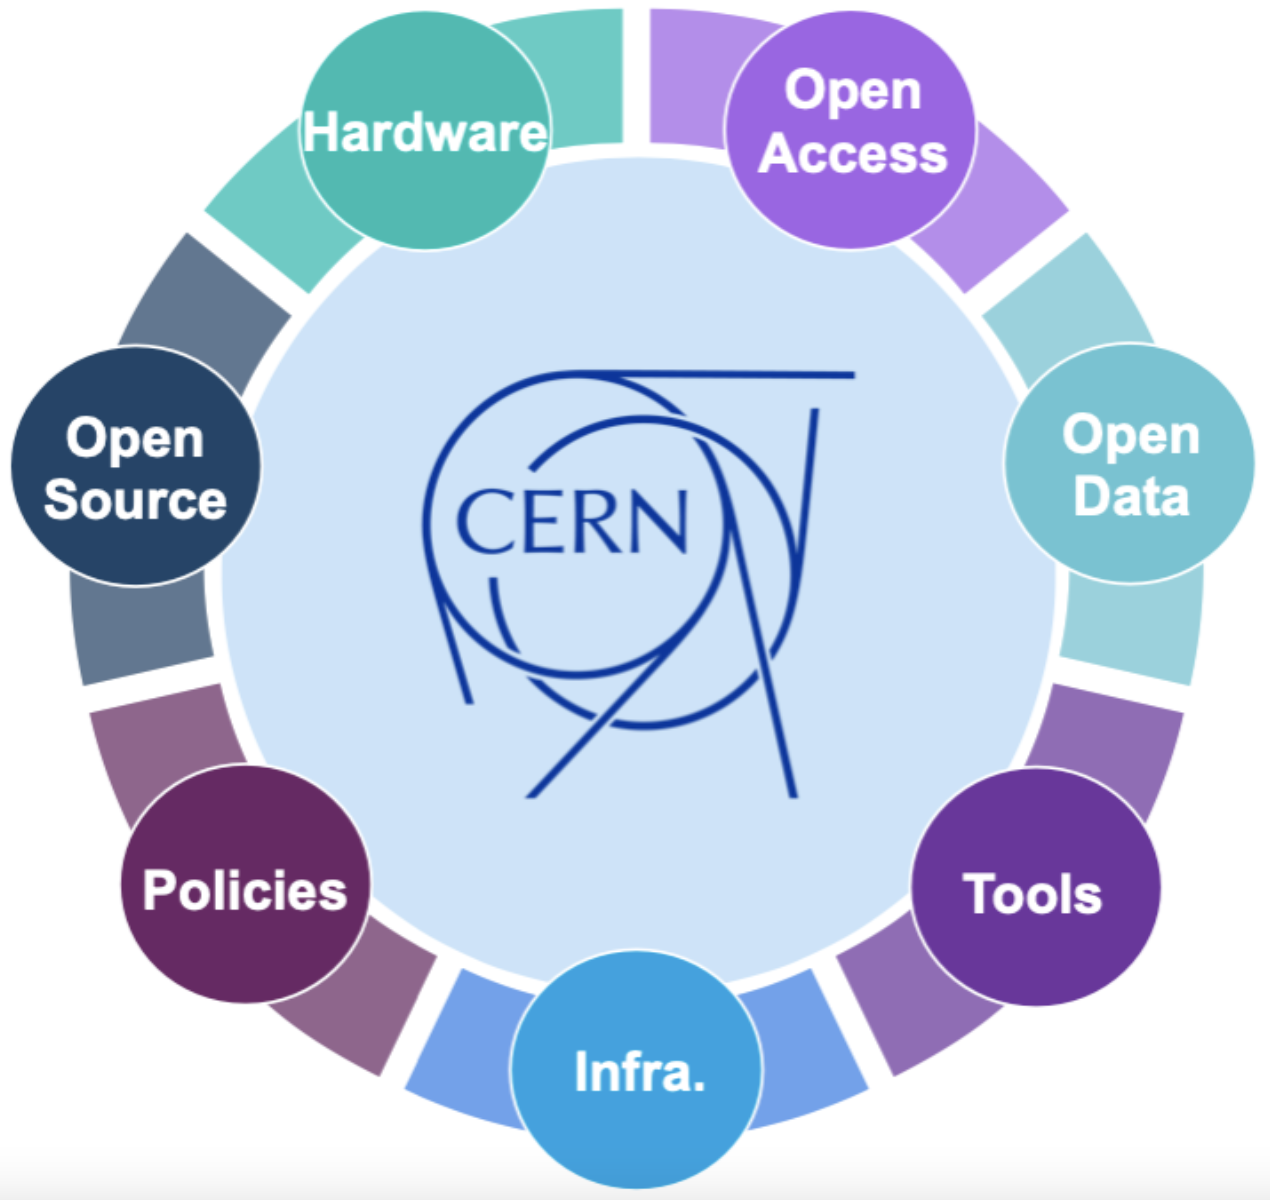 Hardware
Open
Access
Open
Source
Open
Data
CERN
Policies
Tools
Infra.